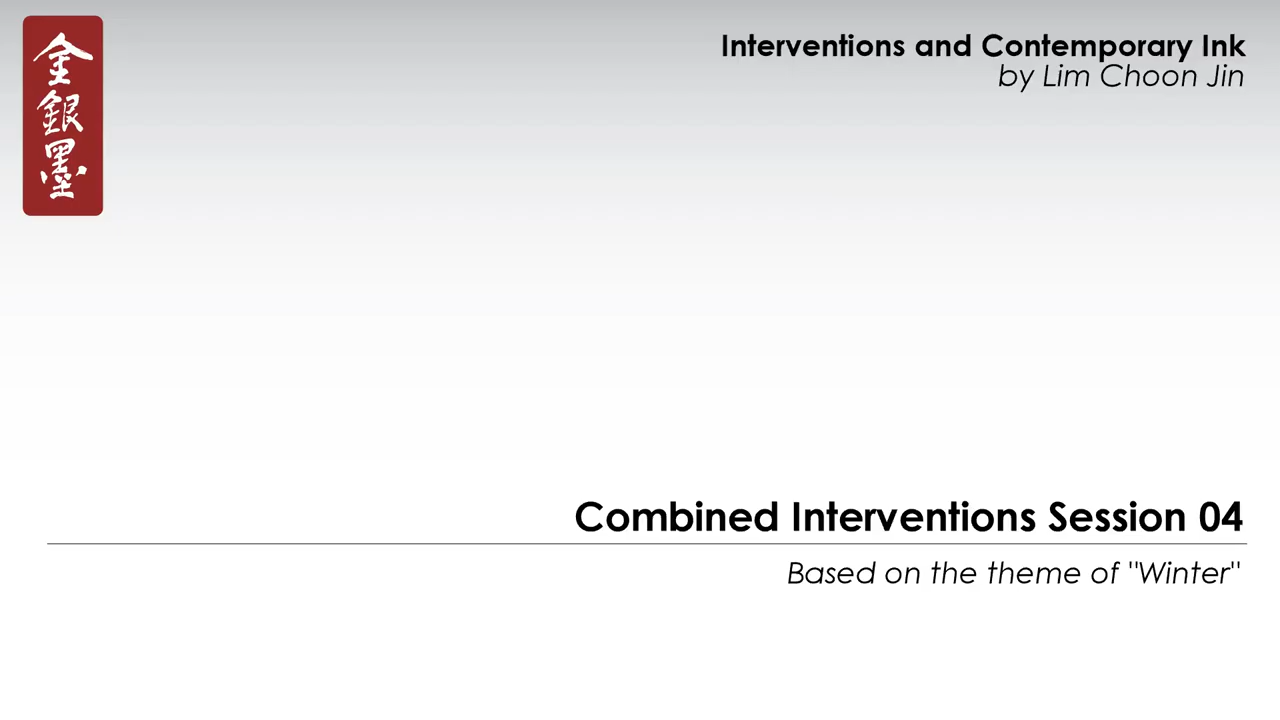 金銀墨
Interventions and Contemporary Ink
by Lim Choon Jin
Combined Interventions Session 04
Based on the theme of "Winter"